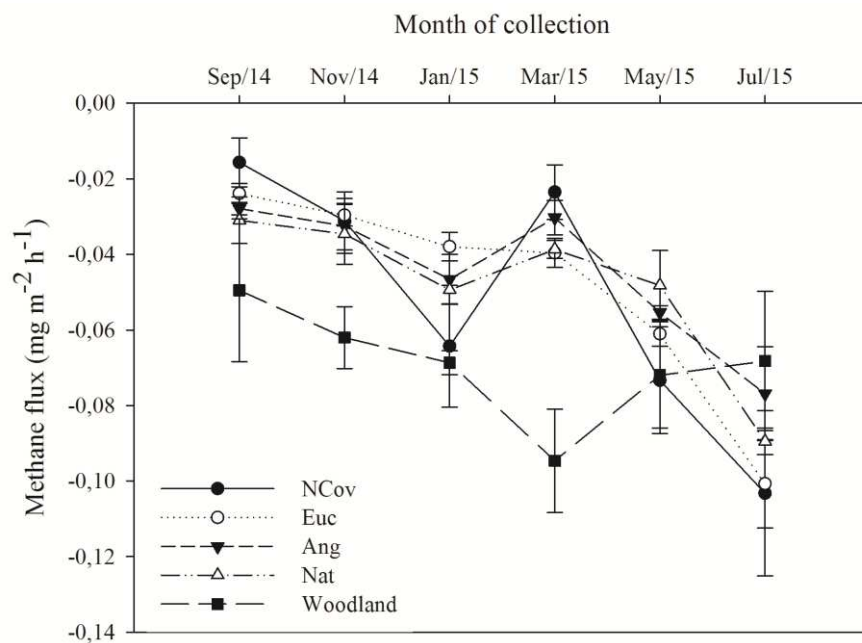 Month of collection
Sep/14 Nov/14 Jan/15 Mar/15 May/15 Jul/15
0,00
-0,02
-0,04
-0,06
-0,08
-0,10
-0,12
-0,14
Methane flux (mg m⁻² h⁻¹)
NCov
Euc
Ang
Nat
Woodland